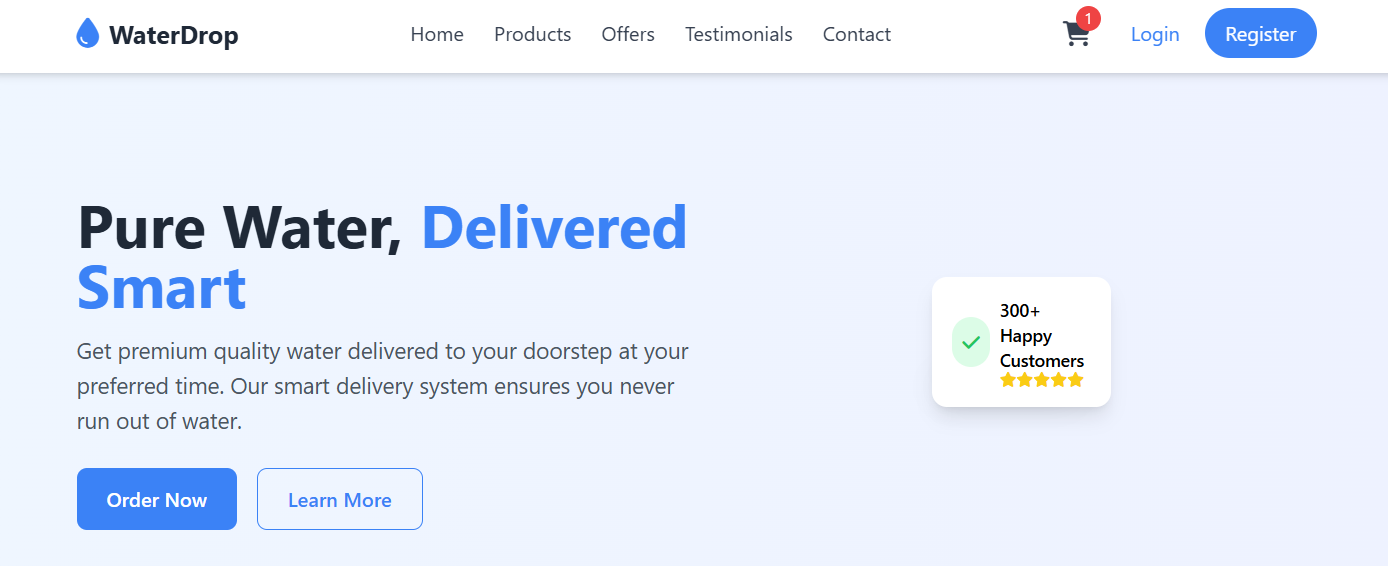 WaterDrop
Home
Products
Offers
Testimonials
Contact
1
Login
Register
Pure Water, Delivered
Smart
Get premium quality water delivered to your doorstep at your
preferred time. Our smart delivery system ensures you never
run out of water.
Order Now
Learn More
300+
Happy
Customers